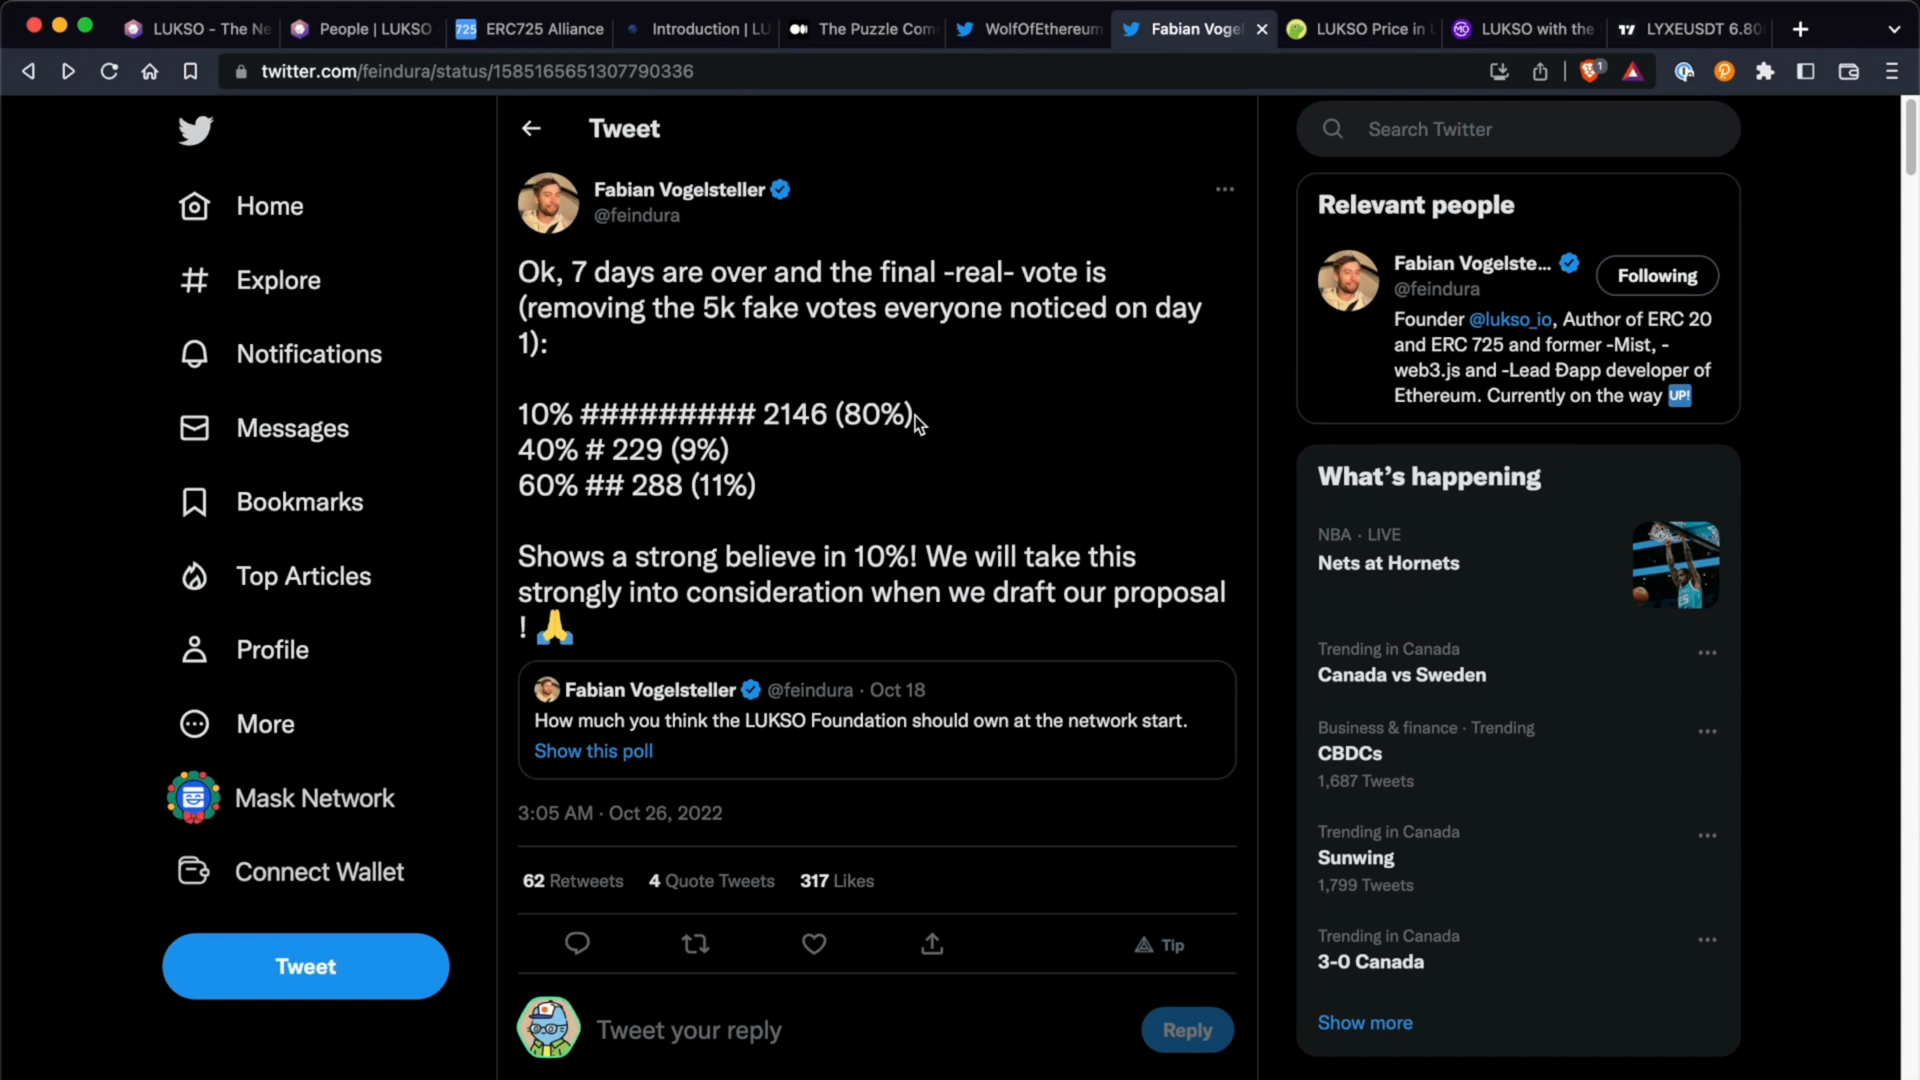 LUKSO - The Ne
People | LUKSO
725 ERC725 Alliance
Introduction | LU
The Puzzle Com
WolfOfEthereum
Fabian Vogel
LUKSO Price in
LUKSO with the
LYXEUSDT 6.80
twitter.com/feindura/status/1585165651307790336
1
Home
Explore
Notifications
Messages
Bookmarks
Top Articles
Profile
More
Mask Network
Connect Wallet
Tweet
Tweet
Fabian Vogelsteller
@feindura
Ok, 7 days are over and the final -real- vote is
(removing the 5k fake votes everyone noticed on day
1):
10% ######### 2146 (80%)
40% # 229 (9%)
60% ## 288 (11%)
Shows a strong believe in 10%! We will take this
strongly into consideration when we draft our proposal
! 🙏
Fabian Vogelsteller @feindura · Oct 18
How much you think the LUKSO Foundation should own at the network start.
Show this poll
3:05 AM · Oct 26, 2022
62 Retweets 4 Quote Tweets 317 Likes
Tip
Tweet your reply
Reply
Search Twitter
Relevant people
Fabian Vogelste...
@feindura
Following
Founder @lukso_io, Author of ERC 20
and ERC 725 and former -Mist, -
web3.js and -Lead Ðapp developer of
Ethereum. Currently on the way UP!
What's happening
NBA · LIVE
Nets at Hornets
Trending in Canada
Canada vs Sweden
Business & finance · Trending
CBDCs
1,687 Tweets
Trending in Canada
Sunwing
1,799 Tweets
Trending in Canada
3-0 Canada
Show more